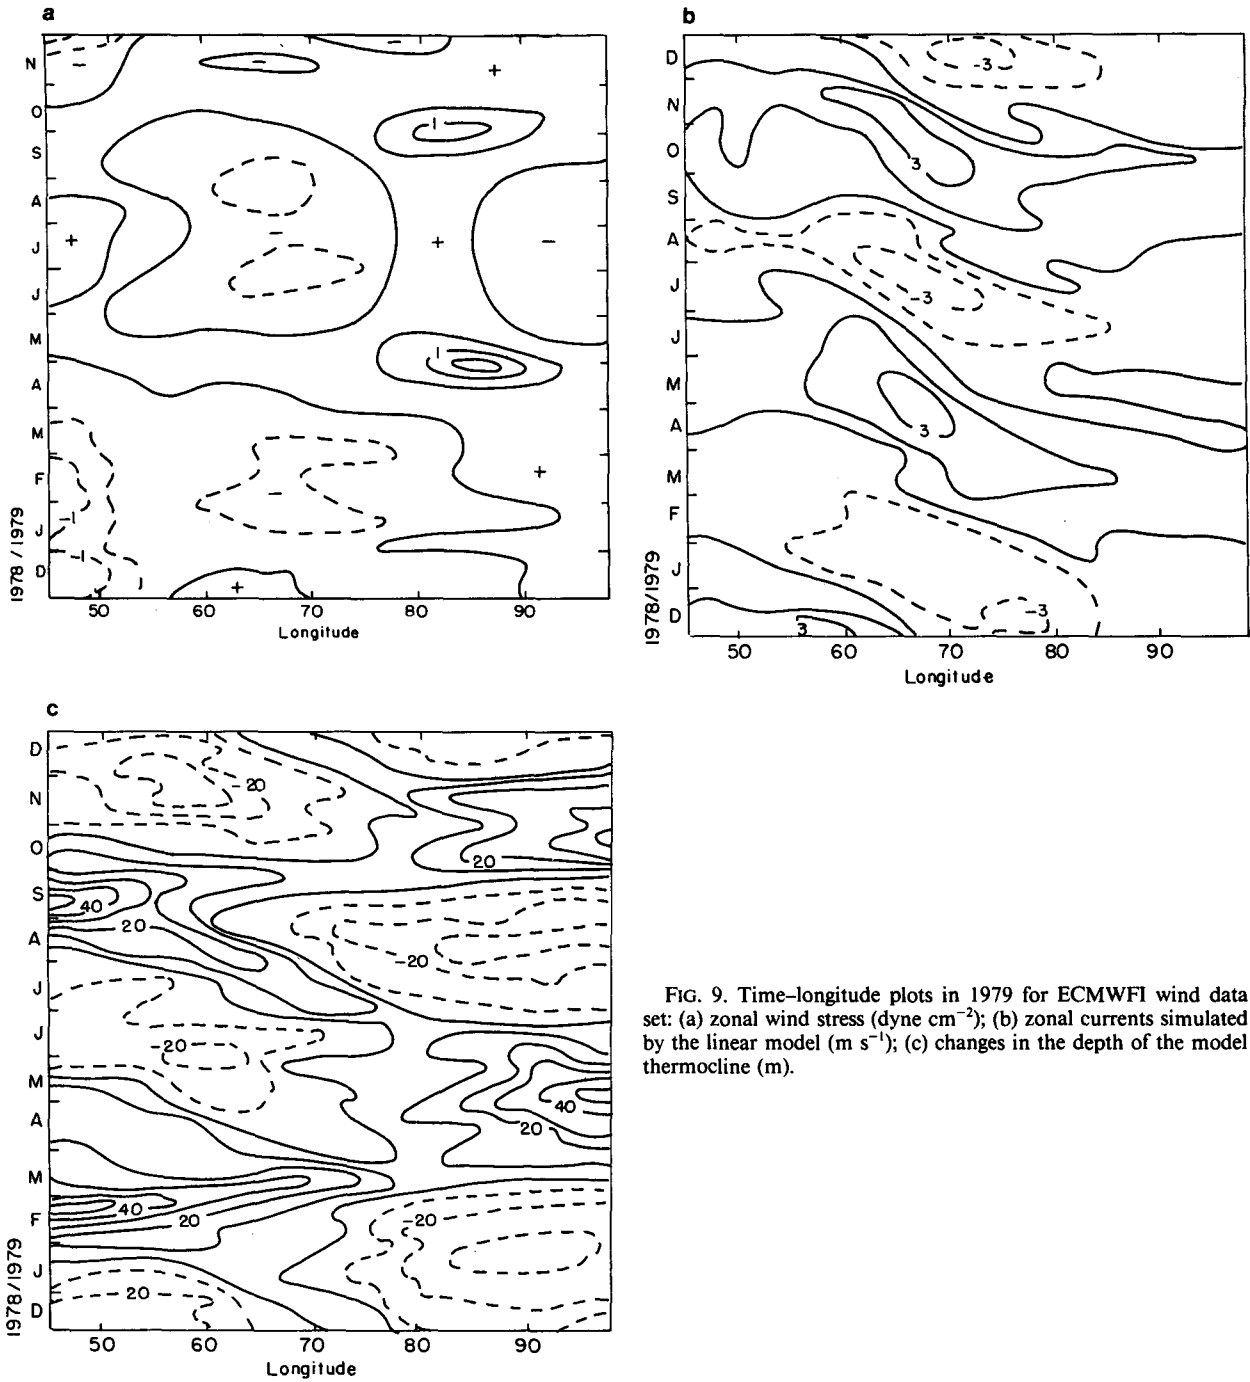 a
N
O
S
A
J
J
M
A
M
F
J
D
1978/1979
-
-
-
+
1
-
+
+
-
1
-
+
-1
-1
+
50 60 70 80 90
Longitude
b
D
N
O
S
A
J
J
M
A
M
F
J
D
1978/1979
-3
3
-3
3
-3
3
50 60 70 80 90
Longitude
c
D
N
O
S
A
J
J
M
A
M
F
J
D
1978/1979
-20
20
40
20
-20
-20
40
20
40
20
-20
20
50 60 70 80 90
Longitude
FIG. 9. Time–longitude plots in 1979 for ECMWFI wind data
set: (a) zonal wind stress (dyne cm⁻²); (b) zonal currents simulated
by the linear model (m s⁻¹); (c) changes in the depth of the model
thermocline (m).